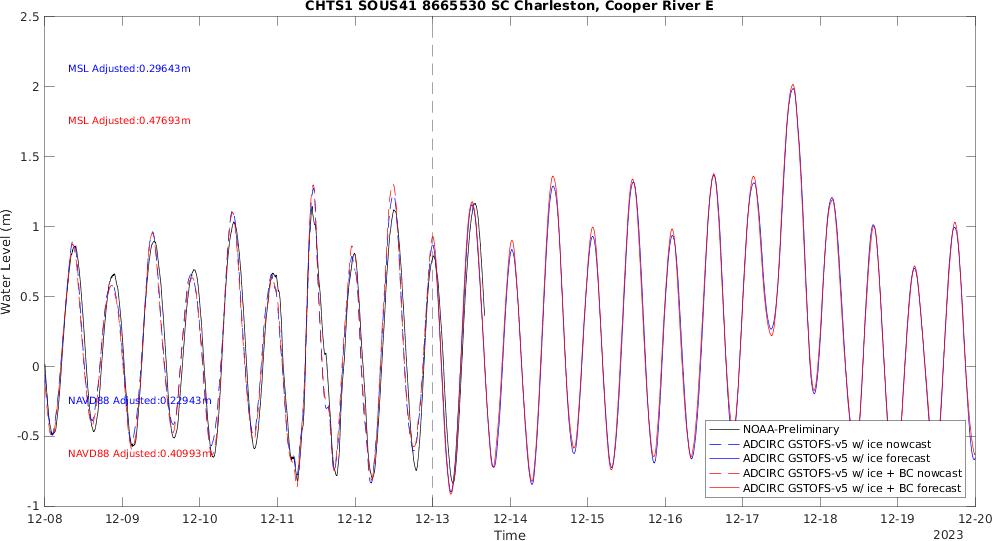 CHTS1 SOUS41 8665530 SC Charleston, Cooper River E
2.5
2
1.5
1
0.5
0
-0.5
-1
Water Level (m)
MSL Adjusted:0.29643m
MSL Adjusted:0.47693m
NAVD88 Adjusted:0.22943m
NAVD88 Adjusted:0.40993m
NOAA-Preliminary
ADCIRC GSTOFS-v5 w/ ice nowcast
ADCIRC GSTOFS-v5 w/ ice forecast
ADCIRC GSTOFS-v5 w/ ice + BC nowcast
ADCIRC GSTOFS-v5 w/ ice + BC forecast
12-08 12-09 12-10 12-11 12-12 12-13 12-14 12-15 12-16 12-17 12-18 12-19 12-20
Time
2023